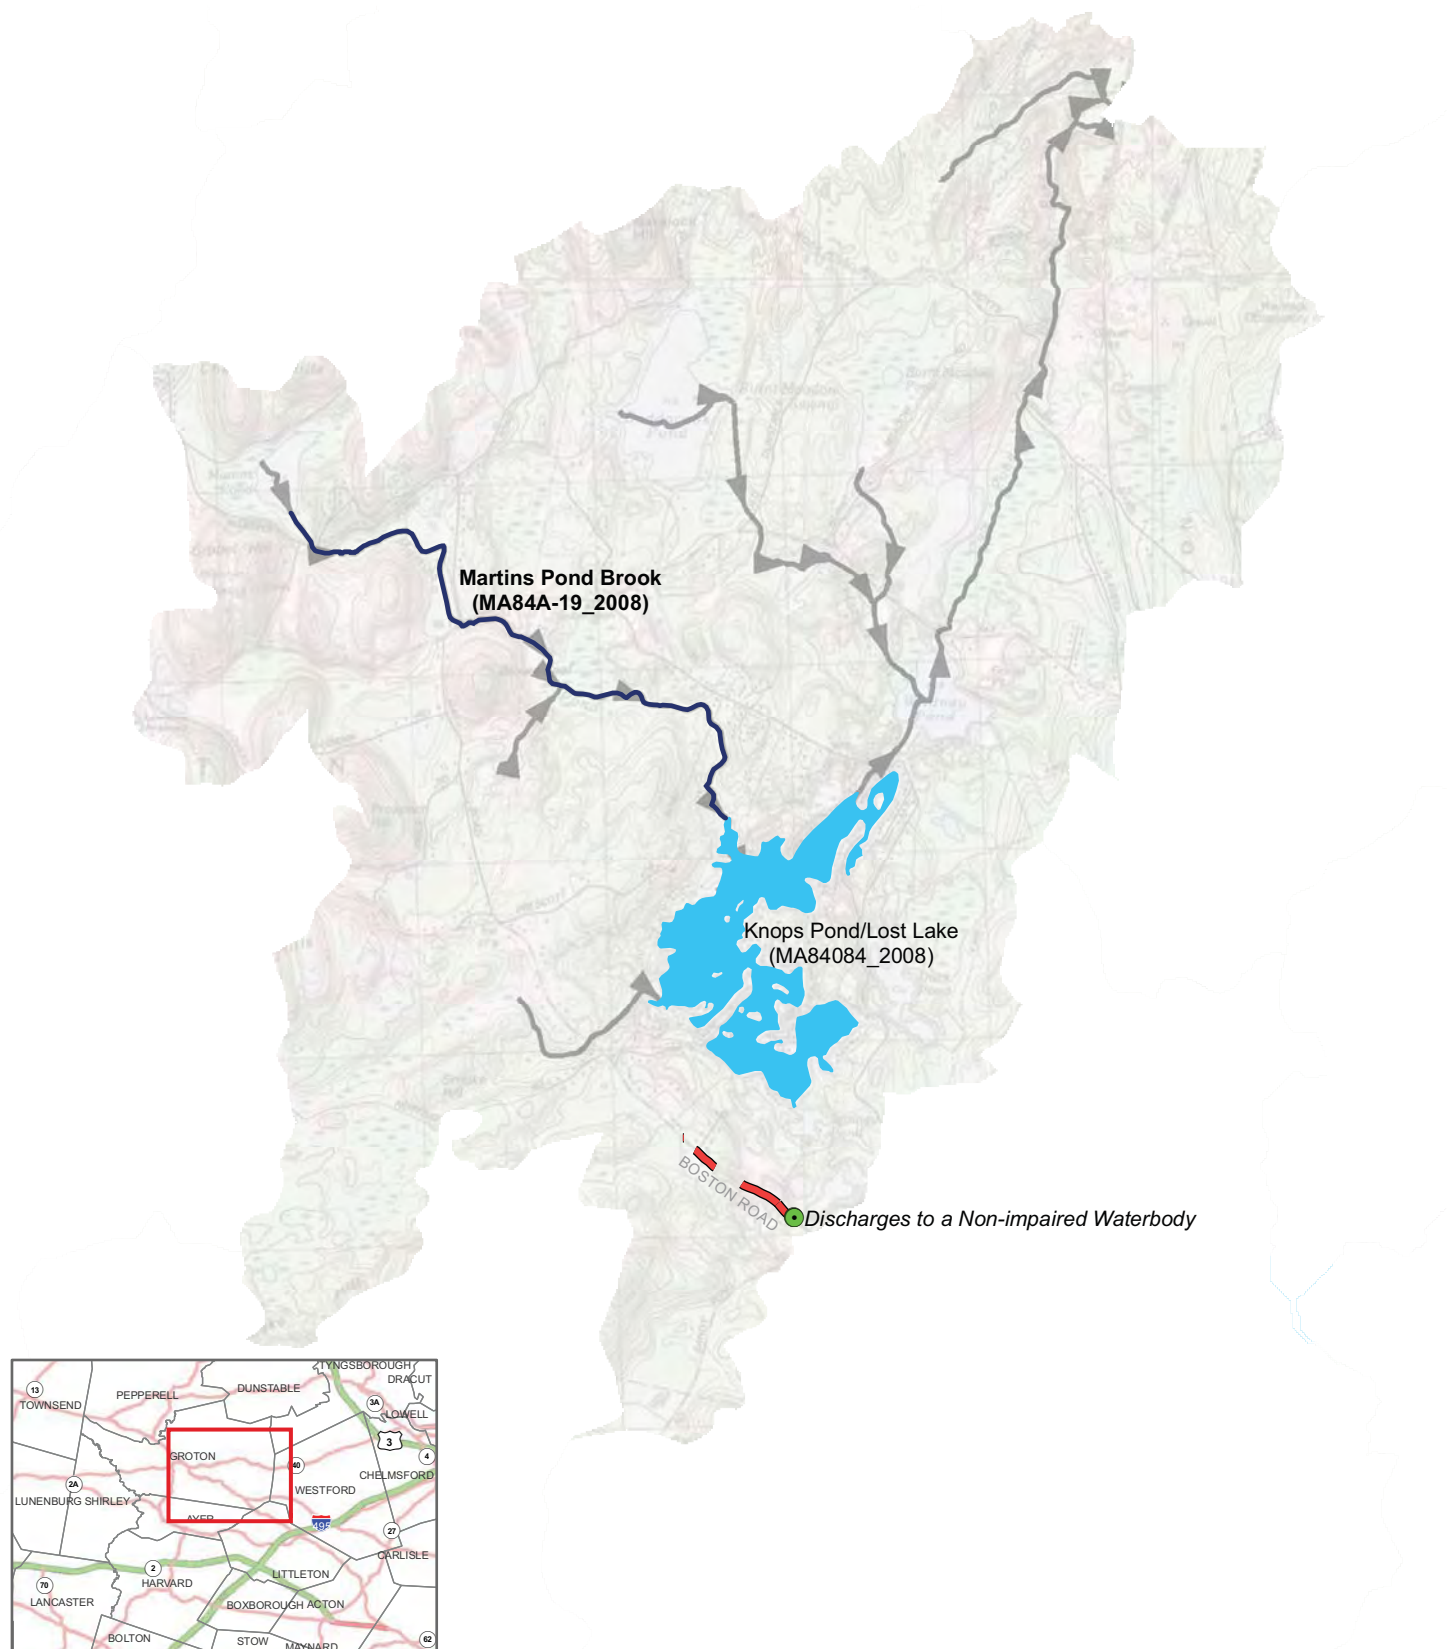 Martins Pond Brook
(MA84A-19_2008)
Knops Pond/Lost Lake
(MA84084_2008)
BOSTON ROAD
Discharges to a Non-impaired Waterbody
TYNGSBOROUGH
DRACUT
DUNSTABLE
PEPPERELL
13
TOWNSEND
3A
LOWELL
3
4
GROTON
40
CHELMSFORD
2A
WESTFORD
LUNENBURG
SHIRLEY
AYER
495
27
CARLISLE
2
LITTLETON
HARVARD
70
LANCASTER
BOXBOROUGH
ACTON
BOLTON
STOW
MAYNARD
62